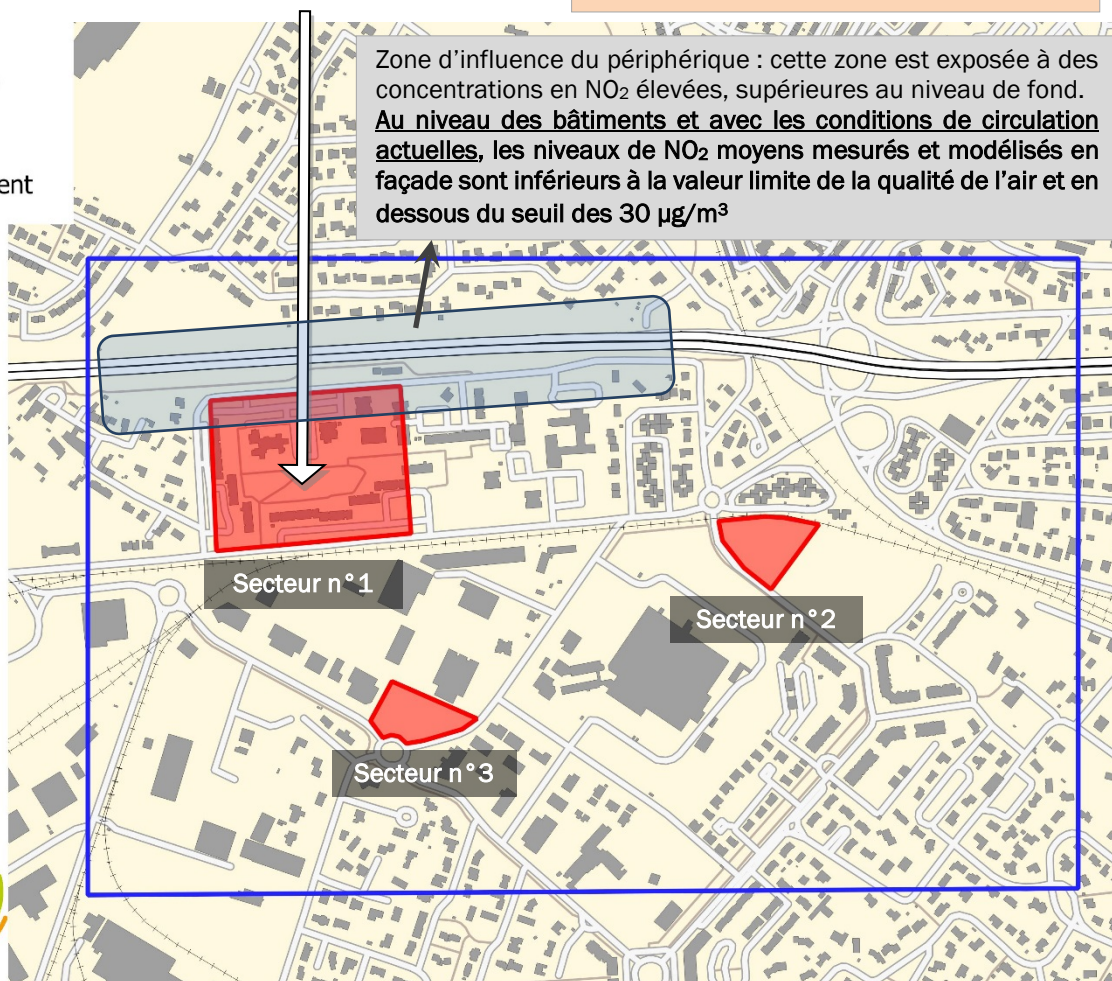 Zone d’influence du périphérique : cette zone est exposée à des
concentrations en NO₂ élevées, supérieures au niveau de fond.
Au niveau des bâtiments et avec les conditions de circulation
actuelles, les niveaux de NO₂ moyens mesurés et modélisés en
façade sont inférieurs à la valeur limite de la qualité de l’air et en
dessous du seuil des 30 µg/m³
ent
Secteur n°1
Secteur n°2
Secteur n°3